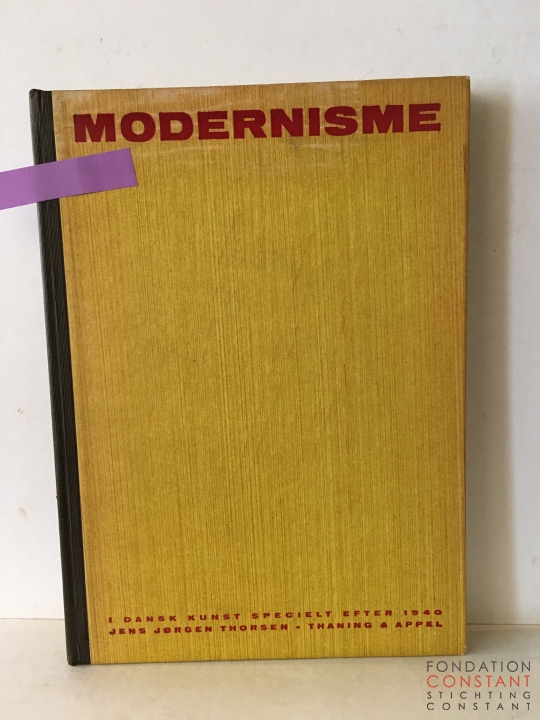 MODERNISME
I DANSK KUNST SPECIELT EFTER 1940
JENS JØRGEN THORSEN - THANING & APPEL
FONDATION
CONSTANT
STICHTING
CONSTANT